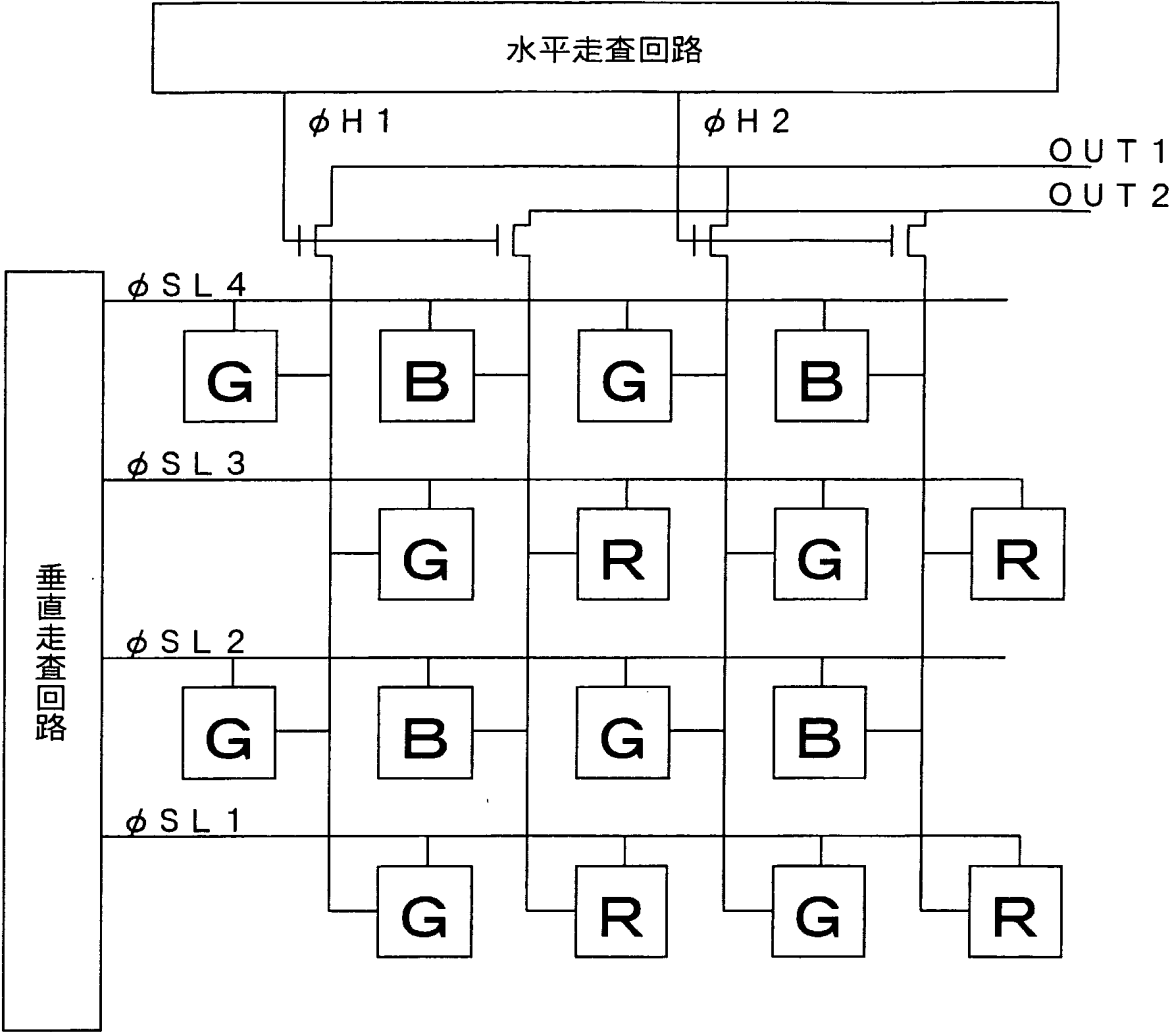 水平走査回路
φH1
φH2
OUT1
OUT2
φSL4
G B G B
φSL3
G R G R
垂直走査回路
φSL2
G B G B
φSL1
G R G R